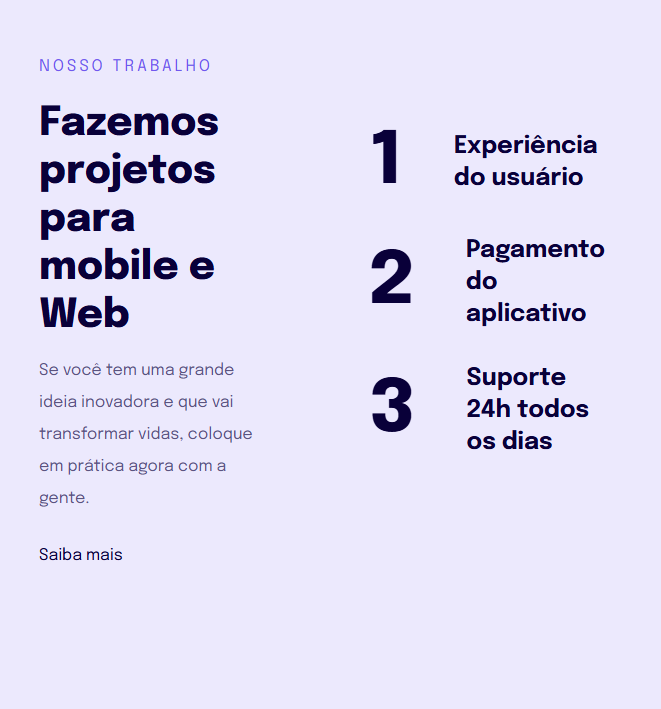 NOSSO TRABALHO
Fazemos
projetos
para
mobile e
Web
Se você tem uma grande
ideia inovadora e que vai
transformar vidas, coloque
em prática agora com a
gente.
Saiba mais
1
Experiência
do usuário
2
Pagamento
do
aplicativo
3
Suporte
24h todos
os dias